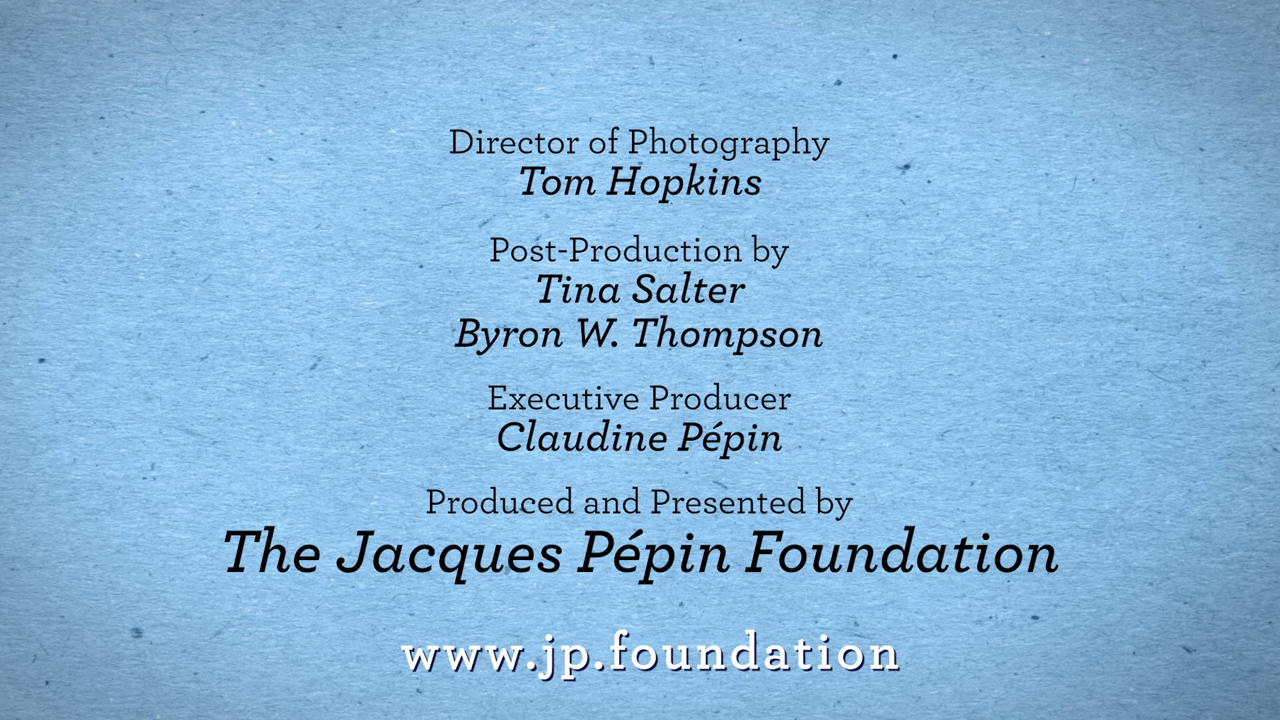 Director of Photography
Tom Hopkins
Post-Production by
Tina Salter
Byron W. Thompson
Executive Producer
Claudine Pépin
Produced and Presented by
The Jacques Pépin Foundation
www.jp.foundation